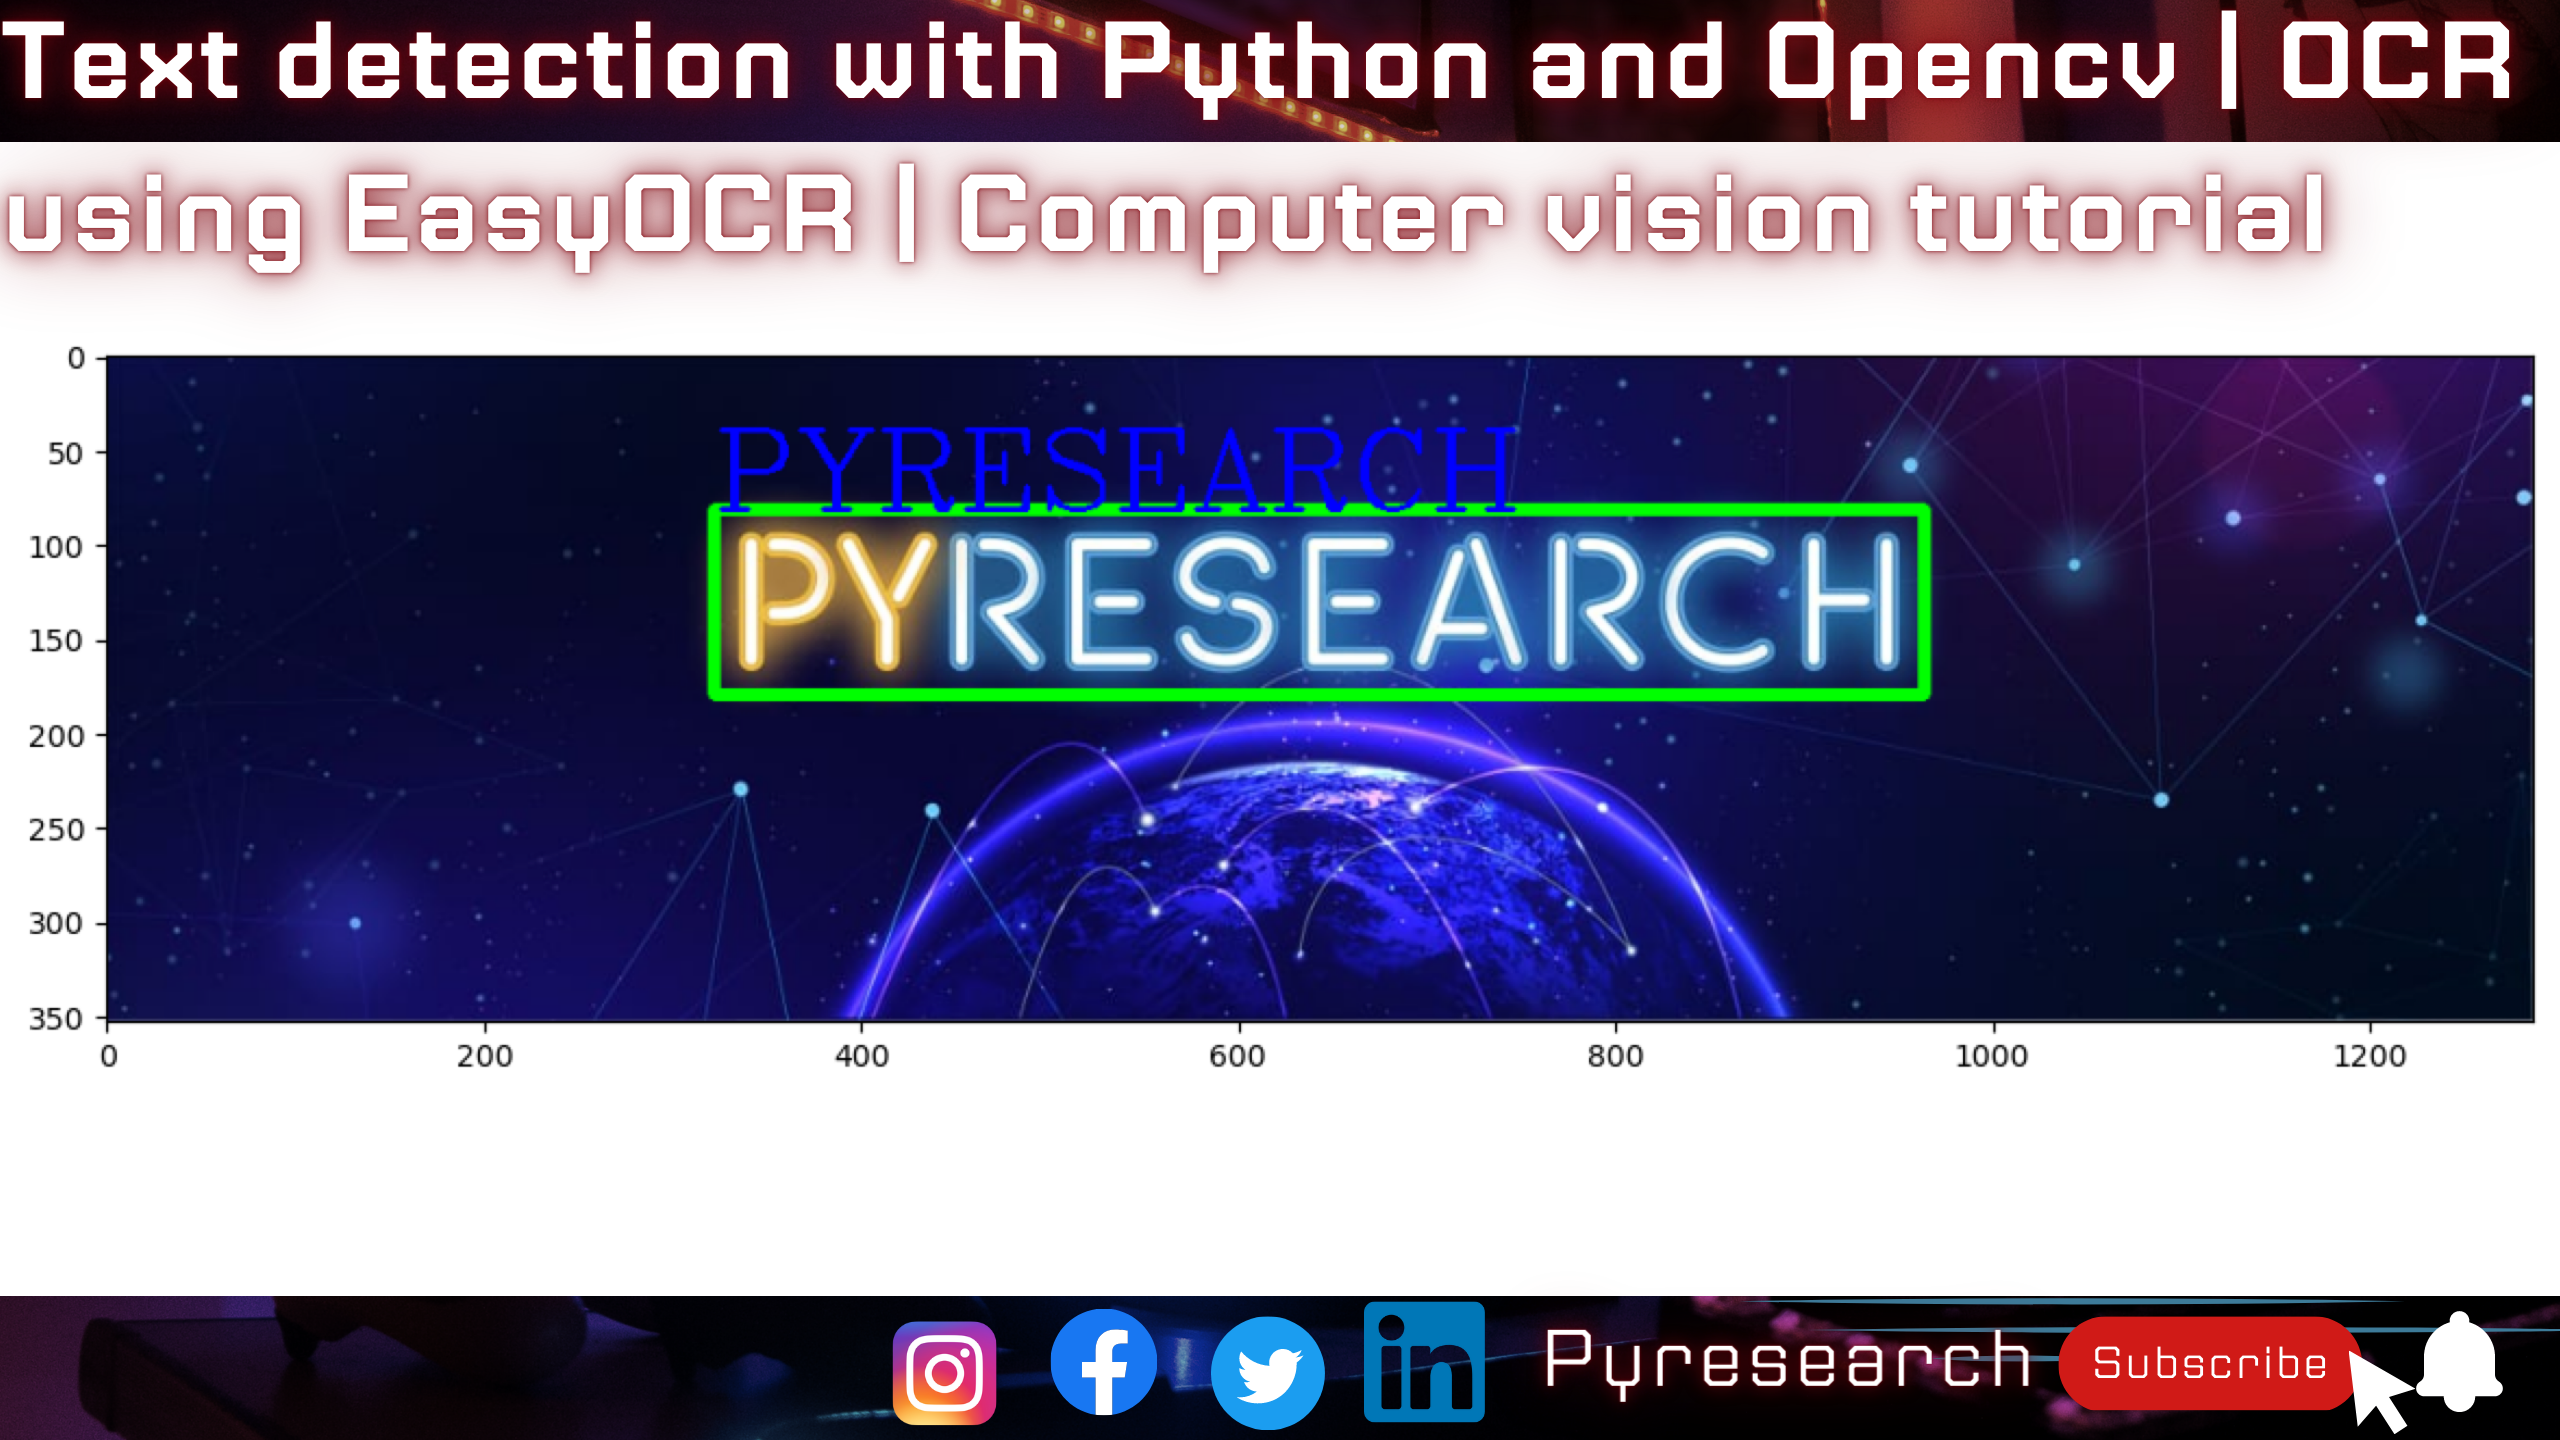 Text detection with Python and Opencv | OCR
using EasyOCR | Computer vision tutorial
0
50
PYRESEARCH
100
PYRESEARCH
150
200
250
300
350
0 200 400 600 800 1000 1200
in Pyresearch Subscribe